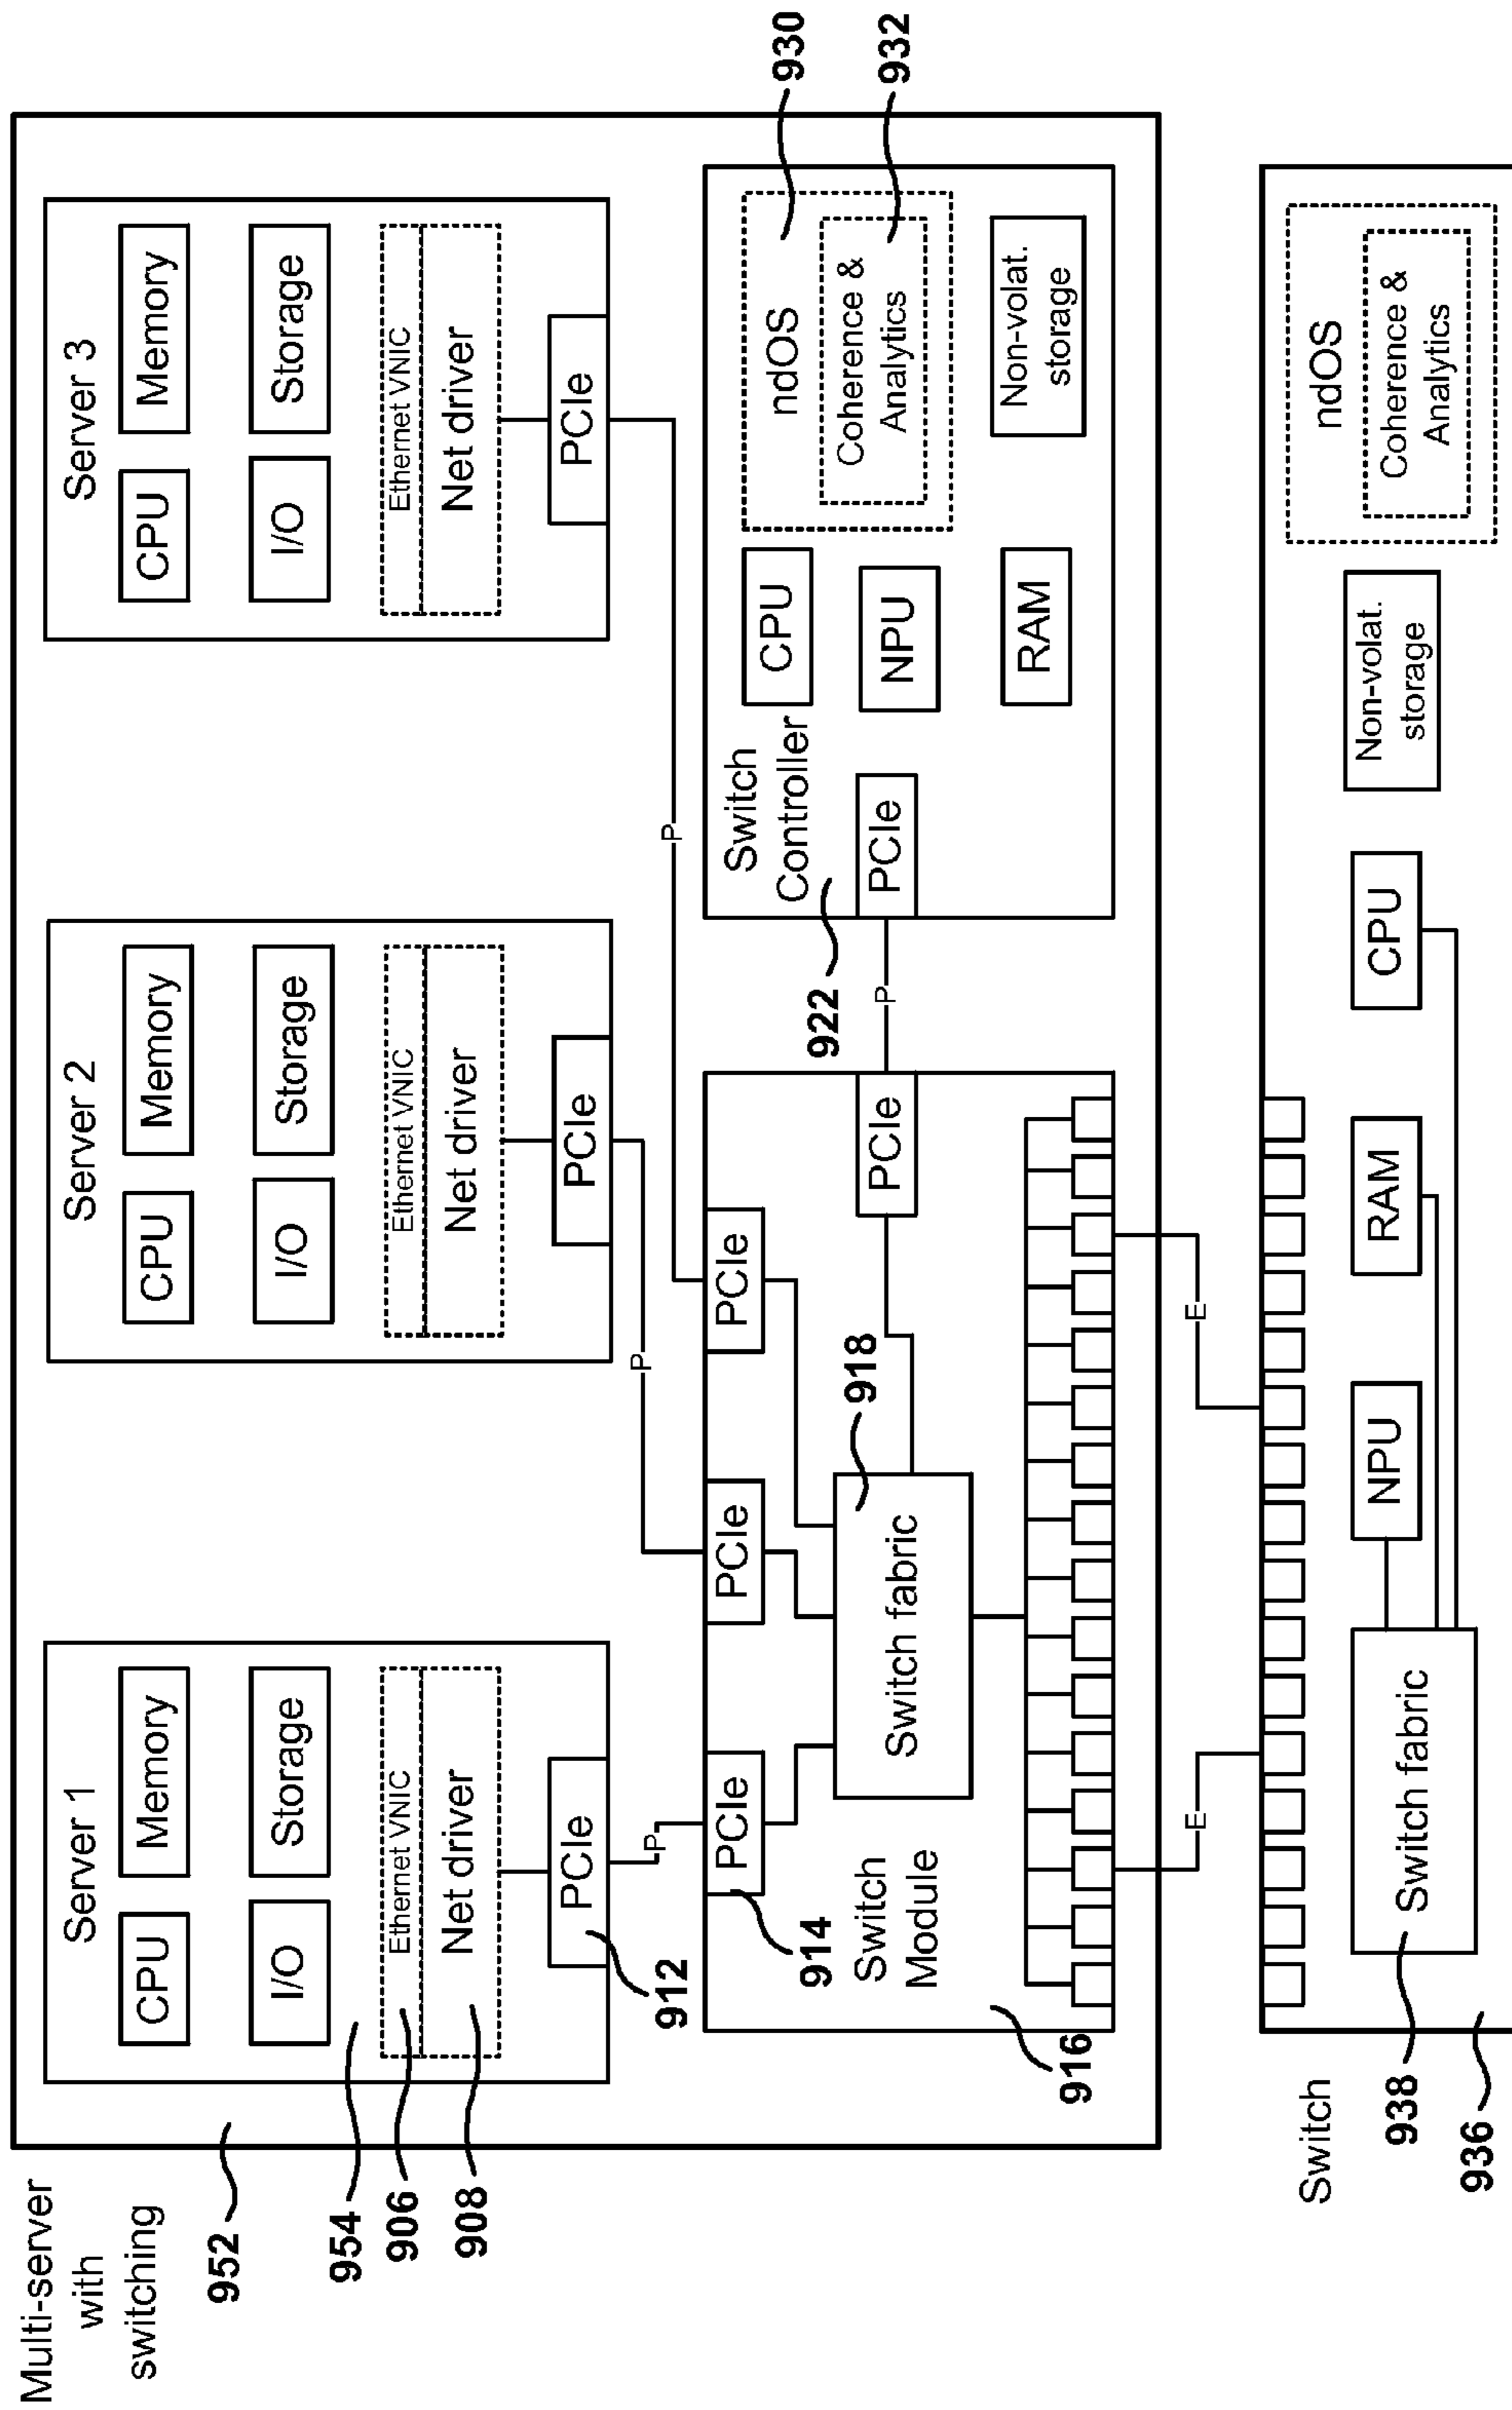 Multi-server
with
switching
952
954
906
908
Server 1
CPU
Memory
I/O
Storage
Ethernet VNIC
Net driver
PCIe
912
Server 2
CPU
Memory
I/O
Storage
Ethernet VNIC
Net driver
PCIe
Server 3
CPU
Memory
I/O
Storage
Ethernet VNIC
Net driver
PCIe
P
P
P
PCIe
PCIe
PCIe
914
Switch
Module
916
Switch fabric
918
PCIe
P
922
Switch
Controller
PCIe
CPU
NPU
RAM
ndOS
Coherence &
Analytics
Non-volat.
storage
930
932
E
E
Switch
938
936
Switch fabric
NPU
RAM
CPU
Non-volat.
storage
ndOS
Coherence &
Analytics